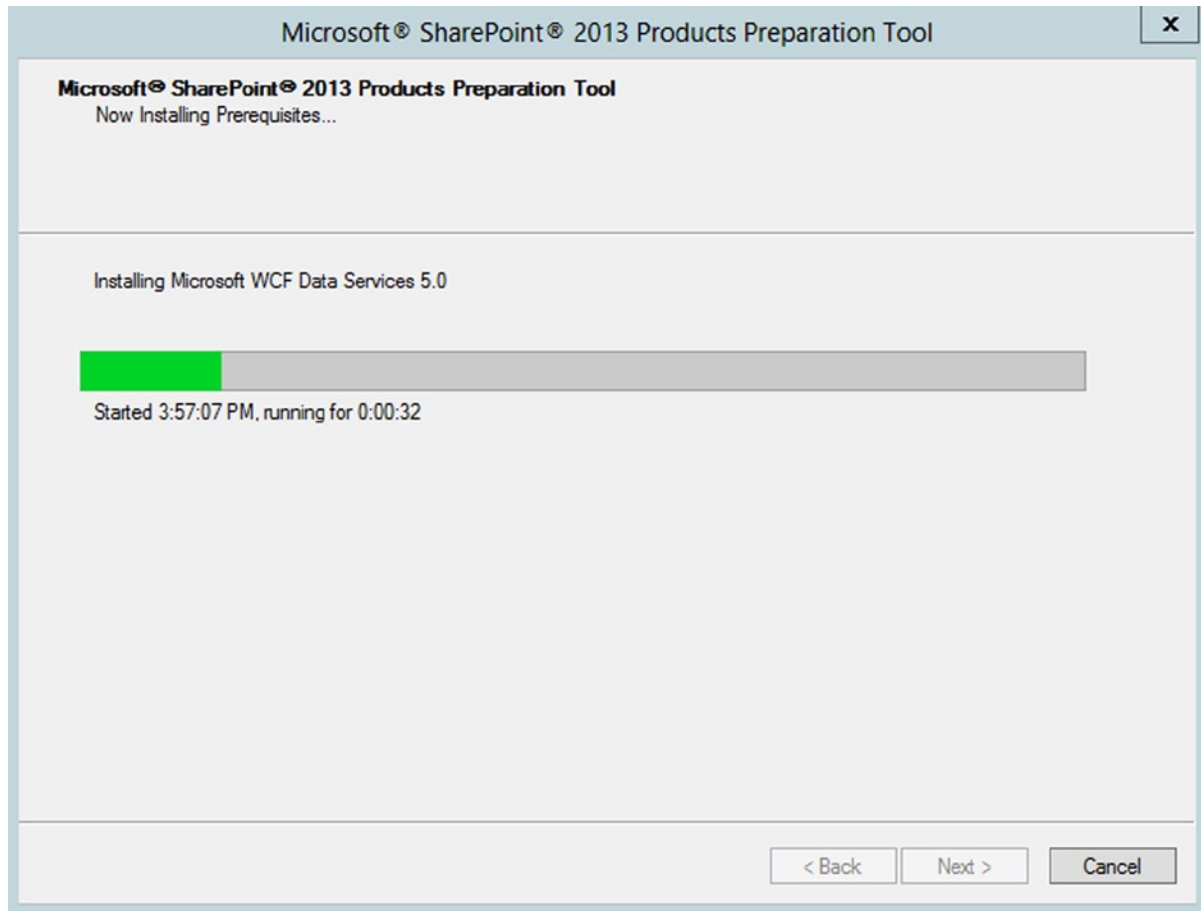 Microsoft® SharePoint® 2013 Products Preparation Tool
x
Microsoft® SharePoint® 2013 Products Preparation Tool
Now Installing Prerequisites...
Installing Microsoft WCF Data Services 5.0
Started 3:57:07 PM, running for 0:00:32
< Back Next > Cancel